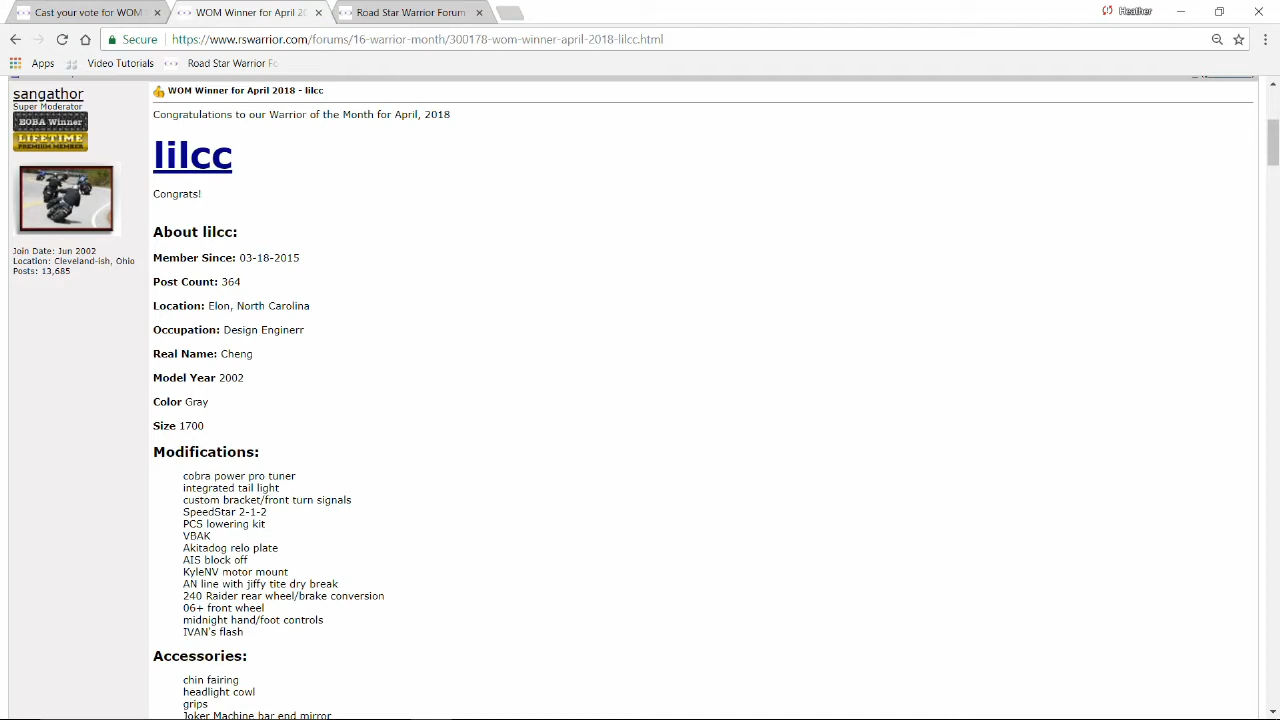 Cast your vote for WOM
WOM Winner for April 20
Road Star Warrior Forum
Heather
Secure https://www.rswarrior.com/forums/16-warrior-month/300178-wom-winner-april-2018-lilcc.html
Apps Video Tutorials Road Star Warrior Fo
sangathor
Super Moderator
EOBA Winner
LIFETIME
PREMIUM MEMBER
Join Date: Jun 2002
Location: Cleveland-ish, Ohio
Posts: 13,685
WOM Winner for April 2018 - lilcc
Congratulations to our Warrior of the Month for April, 2018
lilcc
Congrats!
About lilcc:
Member Since: 03-18-2015
Post Count: 364
Location: Elon, North Carolina
Occupation: Design Enginerr
Real Name: Cheng
Model Year 2002
Color Gray
Size 1700
Modifications:
cobra power pro tuner
integrated tail light
custom bracket/front turn signals
SpeedStar 2-1-2
PCS lowering kit
VBAK
Akitadog relo plate
AIS block off
KyleNV motor mount
AN line with jiffy tite dry break
240 Raider rear wheel/brake conversion
06+ front wheel
midnight hand/foot controls
IVAN's flash
Accessories:
chin fairing
headlight cowl
grips
Joker Machine bar end mirror